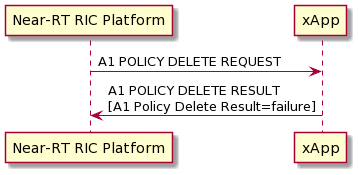 Near-RT RIC Platform
xApp
A1 POLICY DELETE REQUEST
A1 POLICY DELETE RESULT
[A1 Policy Delete Result=failure]
Near-RT RIC Platform
xApp